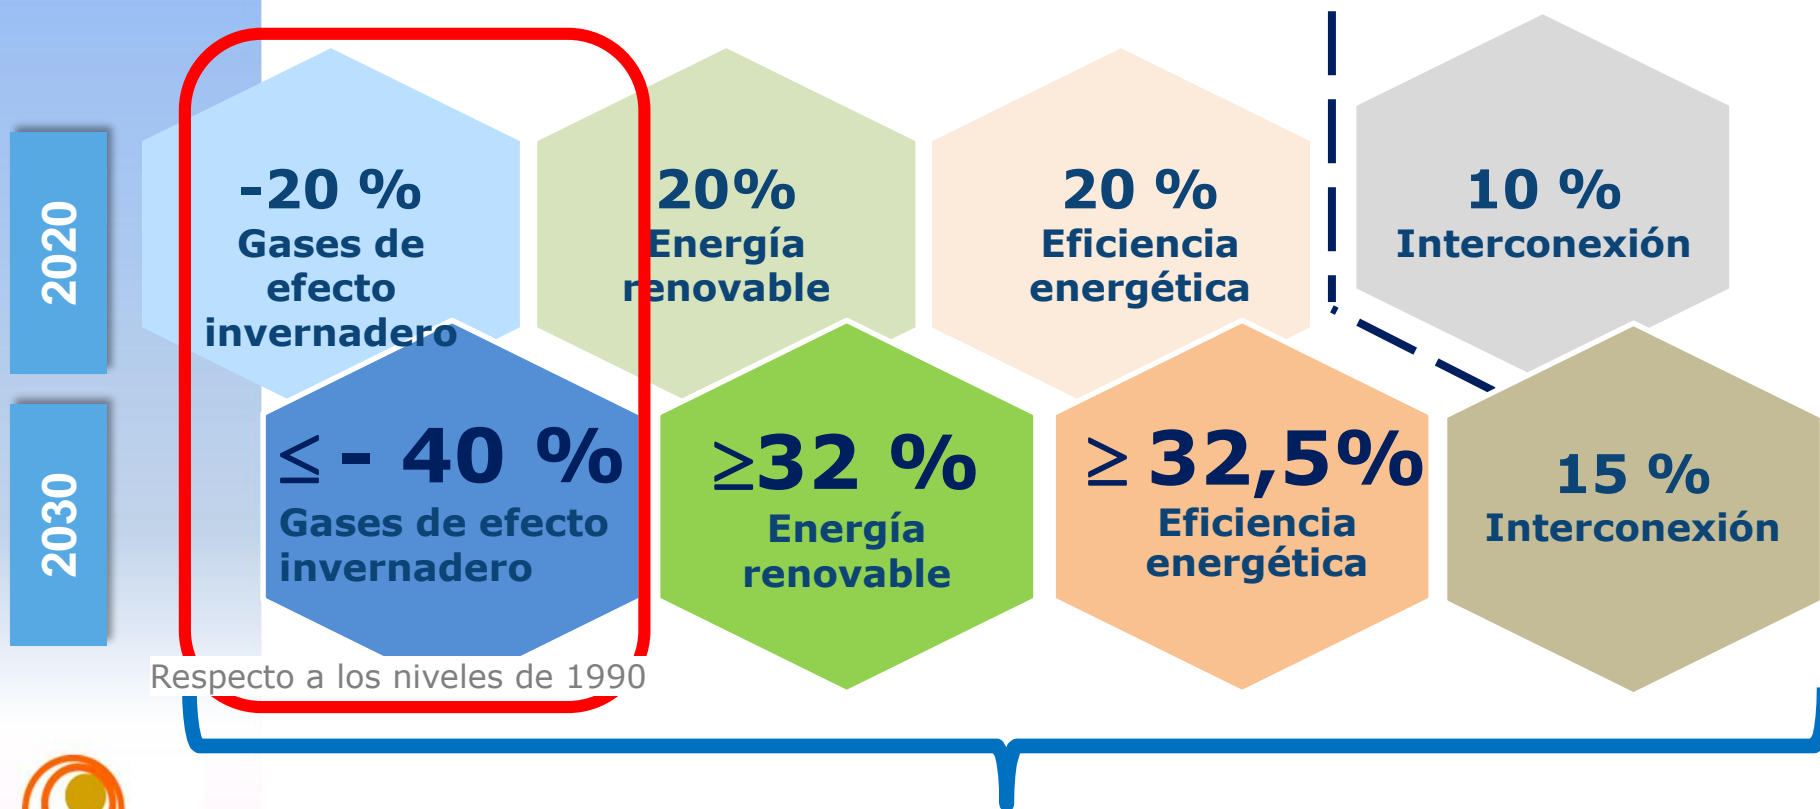 2020
-20 %
Gases de
efecto
invernadero
20%
Energía
renovable
20 %
Eficiencia
energética
10 %
Interconexión
2030
≤ - 40 %
Gases de efecto
invernadero
≥32 %
Energía
renovable
≥ 32,5%
Eficiencia
energética
15 %
Interconexión
Respecto a los niveles de 1990